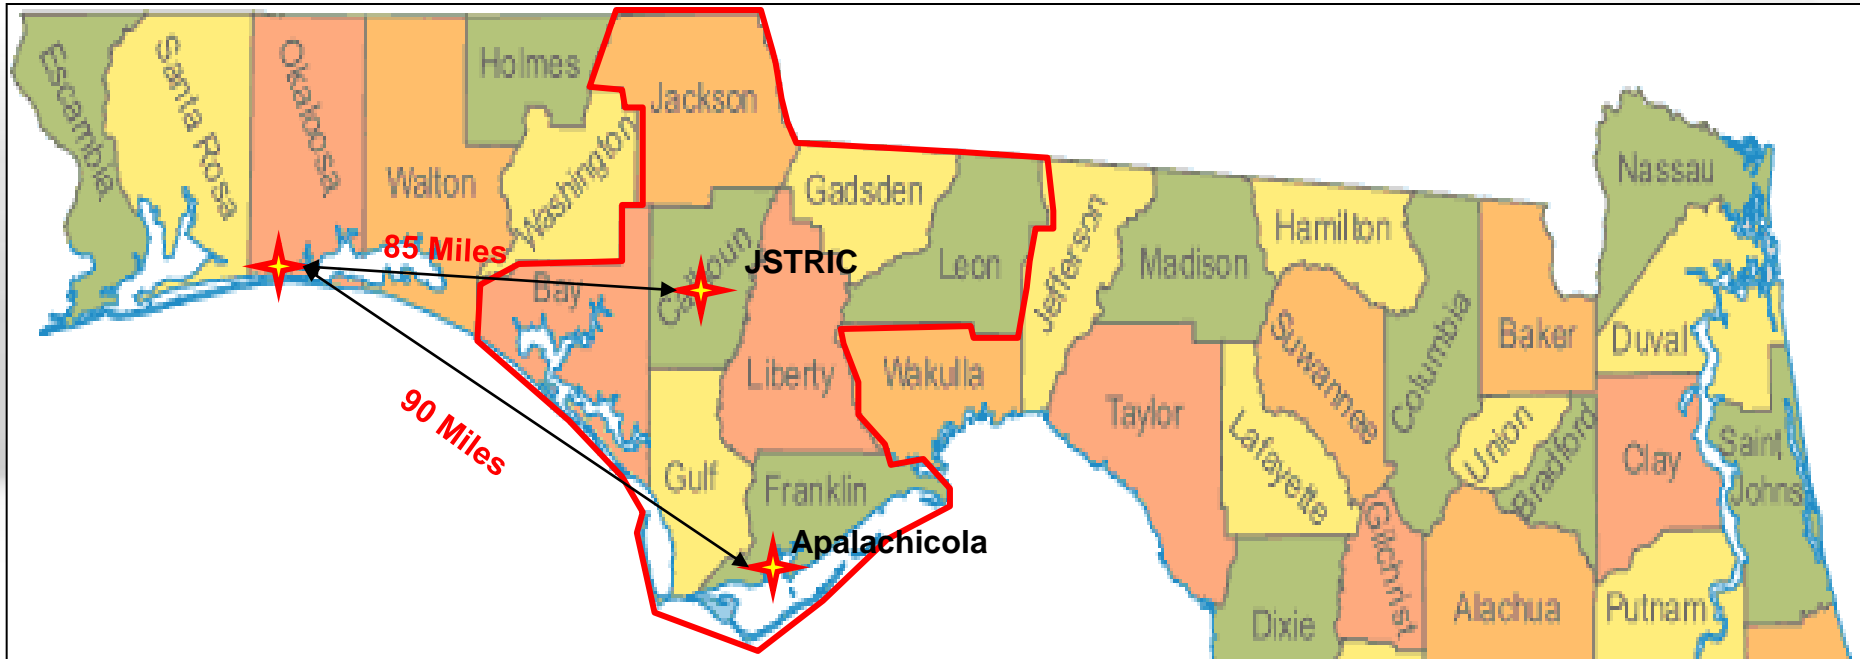 Escambia
Santa Rosa
Okaloosa
Walton
Holmes
Washington
Jackson
Bay
85 Miles
Calhoun
JSTRIC
Gadsden
Leon
Liberty
Wakulla
Gulf
Franklin
90 Miles
Apalachicola
Jefferson
Madison
Hamilton
Taylor
Lafayette
Suwannee
Columbia
Baker
Nassau
Duval
Union
Bradford
Clay
Saint
Johns
Gilchrist
Dixie
Alachua
Putnam